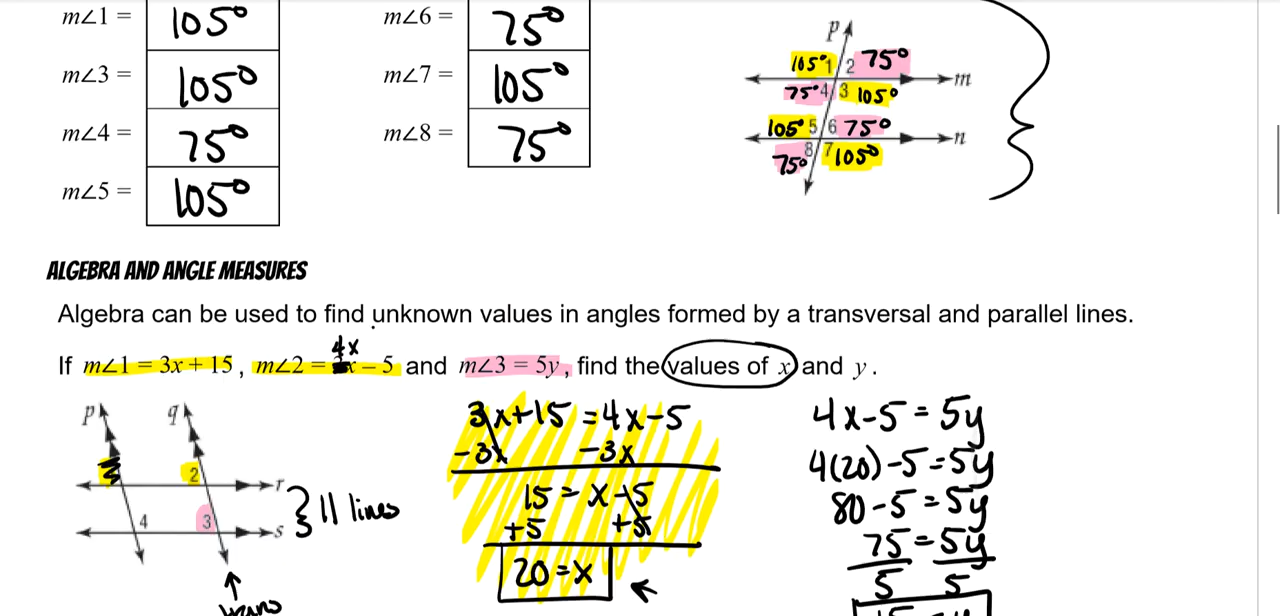 m∠1 = 105° m∠6 = 75°
m∠3 = 105° m∠7 = 105°
m∠4 = 75° m∠8 = 75°
m∠5 = 105°
p
105° 1 2 75°
m
75° 4 3 105°
105° 5 6 75°
n
75° 8 7 105°
ALGEBRA AND ANGLE MEASURES
Algebra can be used to find unknown values in angles formed by a transversal and parallel lines.
4x
If m∠1 = 3x + 15, m∠2 = x – 5 and m∠3 = 5y, find the values of x and y.
p q
2 r
4 3 s
} || lines
trans
3x+15 = 4x-5
-3x -3x
15 = x-5
+5 +5
20=x
4x-5 = 5y
4(20)-5=5y
80-5=5y
75=5y
5 5